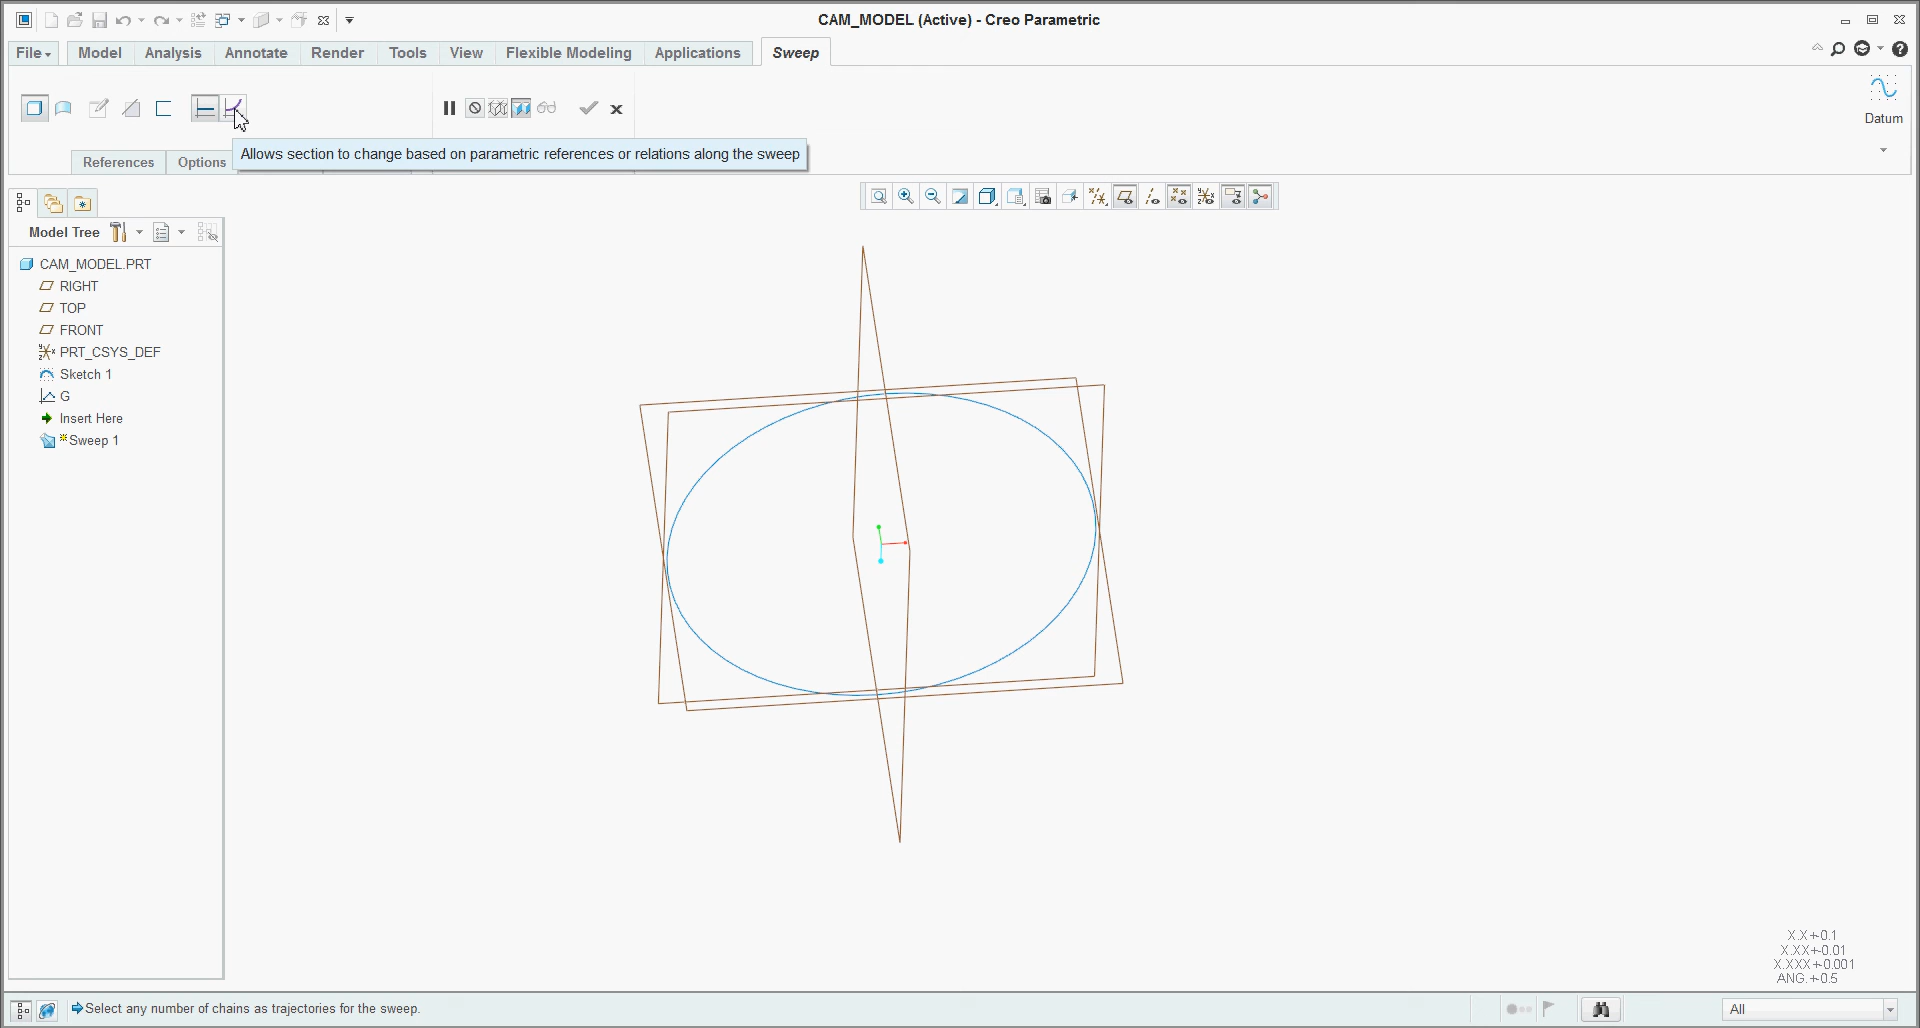 CAM_MODEL (Active) - Creo Parametric
File Model Analysis Annotate Render Tools View Flexible Modeling Applications Sweep
Datum
Allows section to change based on parametric references or relations along the sweep
References Options
Model Tree
CAM_MODEL.PRT
RIGHT
TOP
FRONT
PRT_CSYS_DEF
Sketch 1
G
Insert Here
Sweep 1
X.X+-0.1
X.XX+-0.01
X.XXX+-0.001
ANG.+-0.5
Select any number of chains as trajectories for the sweep.
All